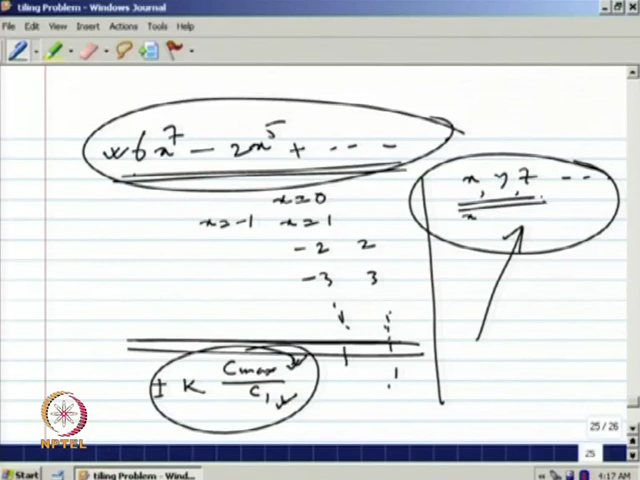 tiling Problem - Windows Journal
File Edit View Insert Actions Tools Help
6x^7 - 2x^5 + - - -
x, y, z, - -
x
x=0
x=-1 x=1
-2 2
-3 3
± K Cmax / C1
NPTEL
25 / 26
25
Start
tiling Problem - Wind...
4:17 AM